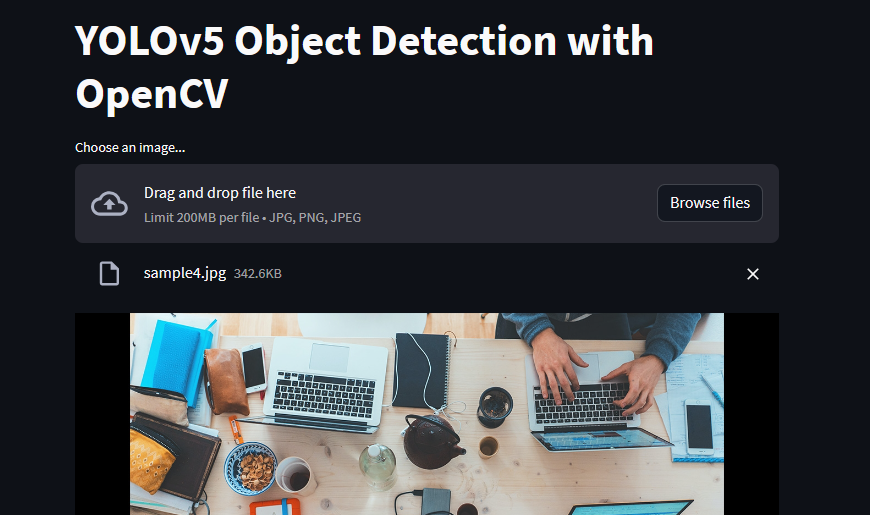 YOLOv5 Object Detection with
OpenCV
Choose an image...
Drag and drop file here
Limit 200MB per file • JPG, PNG, JPEG
Browse files
sample4.jpg 342.6KB